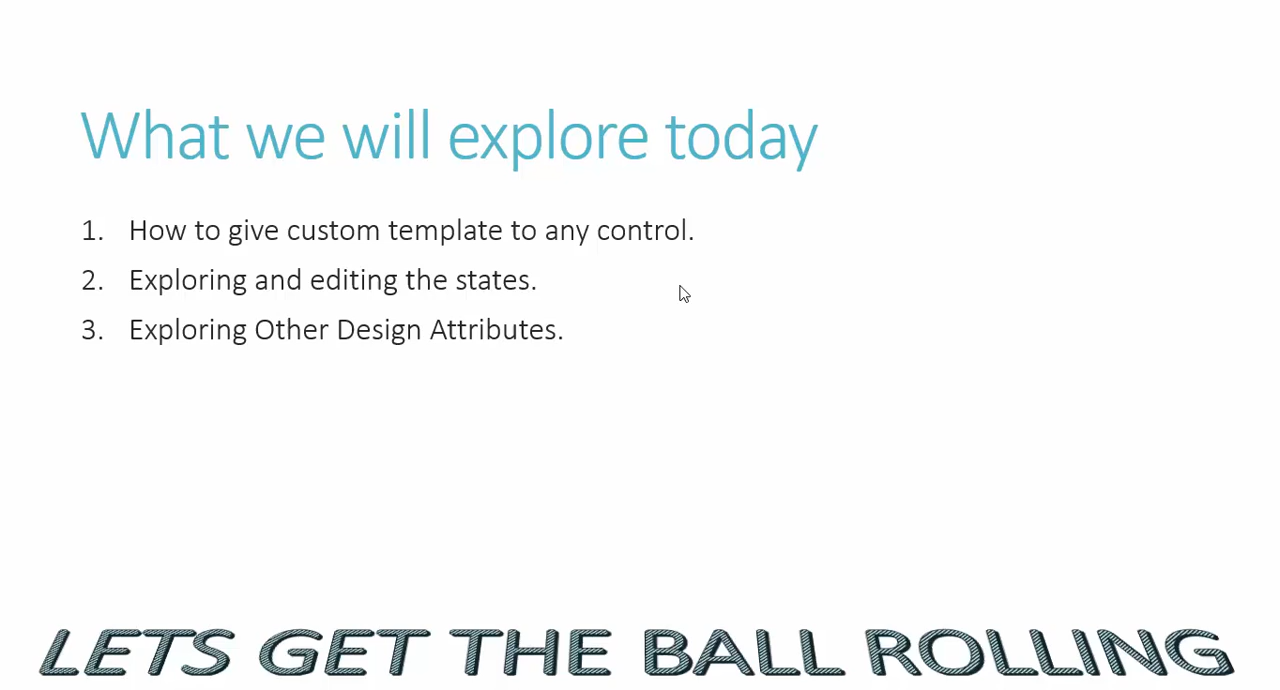 What we will explore today
1. How to give custom template to any control.
2. Exploring and editing the states.
3. Exploring Other Design Attributes.
LETS GET THE BALL ROLLING